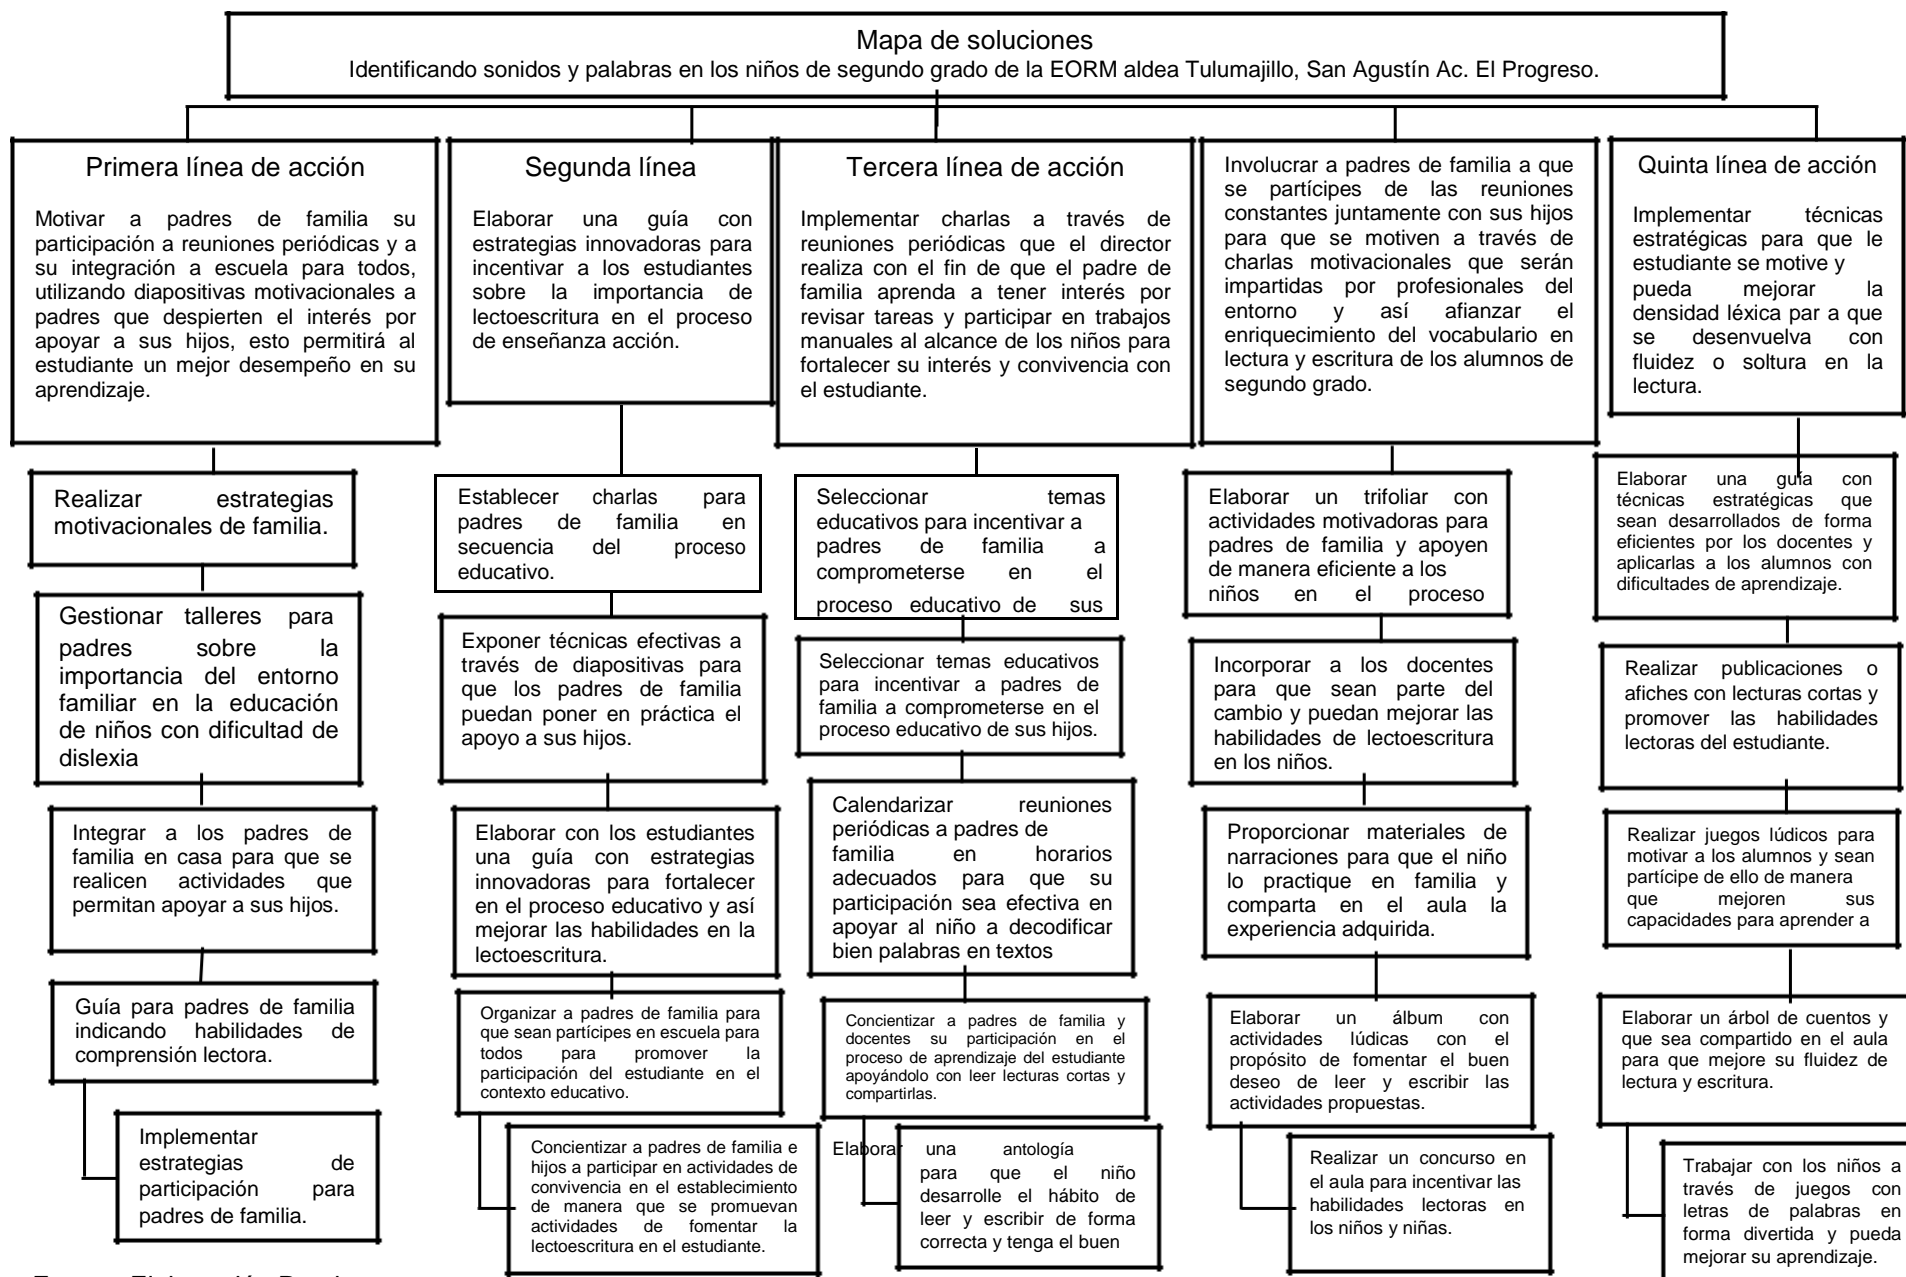 Mapa de soluciones
Identificando sonidos y palabras en los niños de segundo grado de la EORM aldea Tulumajillo, San Agustín Ac. El Progreso.
Primera línea de acción
Motivar a padres de familia su
participación a reuniones periódicas y a
su integración a escuela para todos,
utilizando diapositivas motivacionales a
padres que despierten el interés por
apoyar a sus hijos, esto permitirá al
estudiante un mejor desempeño en su
aprendizaje.
Realizar estrategias
motivacionales de familia.
Gestionar talleres para
padres sobre la
importancia del entorno
familiar en la educación
de niños con dificultad de
dislexia
Integrar a los padres de
familia en casa para que se
realicen actividades que
permitan apoyar a sus hijos.
Guía para padres de familia
indicando habilidades de
comprensión lectora.
Implementar
estrategias de
participación para
padres de familia.
Segunda línea
Elaborar una guía con
estrategias innovadoras para
incentivar a los estudiantes
sobre la importancia de
lectoescritura en el proceso
de enseñanza acción.
Establecer charlas para
padres de familia en
secuencia del proceso
educativo.
Exponer técnicas efectivas a
través de diapositivas para
que los padres de familia
puedan poner en práctica el
apoyo a sus hijos.
Elaborar con los estudiantes
una guía con estrategias
innovadoras para fortalecer
en el proceso educativo y así
mejorar las habilidades en la
lectoescritura.
Organizar a padres de familia para
que sean partícipes en escuela para
todos para promover la
participación del estudiante en el
contexto educativo.
Concientizar a padres de familia e
hijos a participar en actividades de
convivencia en el establecimiento
de manera que se promuevan
actividades de fomentar la
lectoescritura en el estudiante.
Tercera línea de acción
Implementar charlas a través de
reuniones periódicas que el director
realiza con el fin de que el padre de
familia aprenda a tener interés por
revisar tareas y participar en trabajos
manuales al alcance de los niños para
fortalecer su interés y convivencia con
el estudiante.
Seleccionar temas
educativos para incentivar a
padres de familia a
comprometerse en el
proceso educativo de sus
Seleccionar temas educativos
para incentivar a padres de
familia a comprometerse en el
proceso educativo de sus hijos.
Calendarizar reuniones
periódicas a padres de
familia en horarios
adecuados para que su
participación sea efectiva en
apoyar al niño a decodificar
bien palabras en textos
Concientizar a padres de familia y
docentes su participación en el
proceso de aprendizaje del estudiante
apoyándolo con leer lecturas cortas y
compartirlas.
Elaborar una antología
para que el niño
desarrolle el hábito de
leer y escribir de forma
correcta y tenga el buen
Involucrar a padres de familia a que
se partícipes de las reuniones
constantes juntamente con sus hijos
para que se motiven a través de
charlas motivacionales que serán
impartidas por profesionales del
entorno y así afianzar el
enriquecimiento del vocabulario en
lectura y escritura de los alumnos de
segundo grado.
Elaborar un trifoliar con
actividades motivadoras para
padres de familia y apoyen
de manera eficiente a los
niños en el proceso
Incorporar a los docentes
para que sean parte del
cambio y puedan mejorar las
habilidades de lectoescritura
en los niños.
Proporcionar materiales de
narraciones para que el niño
lo practique en familia y
comparta en el aula la
experiencia adquirida.
Elaborar un álbum con
actividades lúdicas con el
propósito de fomentar el buen
deseo de leer y escribir las
actividades propuestas.
Realizar un concurso en
el aula para incentivar las
habilidades lectoras en
los niños y niñas.
Quinta línea de acción
Implementar técnicas
estratégicas para que le
estudiante se motive y
pueda mejorar la
densidad léxica par a que
se desenvuelva con
fluidez o soltura en la
lectura.
Elaborar una guía con
técnicas estratégicas que
sean desarrollados de forma
eficientes por los docentes y
aplicarlas a los alumnos con
dificultades de aprendizaje.
Realizar publicaciones o
afiches con lecturas cortas y
promover las habilidades
lectoras del estudiante.
Realizar juegos lúdicos para
motivar a los alumnos y sean
partícipe de ello de manera
que mejoren sus
capacidades para aprender a
Elaborar un árbol de cuentos y
que sea compartido en el aula
para que mejore su fluidez de
lectura y escritura.
Trabajar con los niños a
través de juegos con
letras de palabras en
forma divertida y pueda
mejorar su aprendizaje.